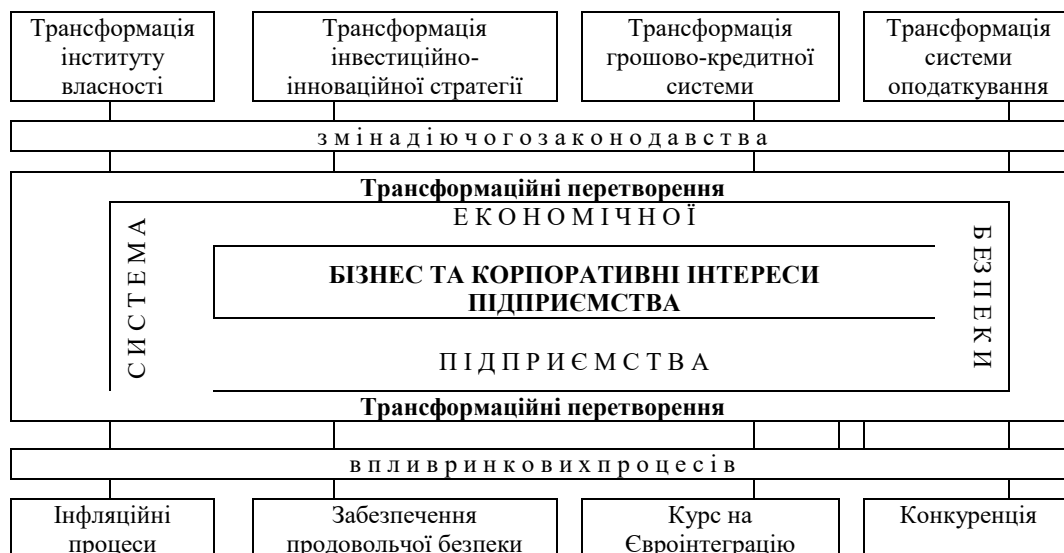 Трансформація
інституту
власності
Трансформація
інвестиційно-
інноваційної стратегії
Трансформація
грошово-кредитної
системи
Трансформація
системи
оподаткування
з м і н а д і ю ч о г о з а к о н о д а в с т в а
Трансформаційні перетворення
С И С Т Е М А
Е К О Н О М І Ч Н О Ї
Б Е З П Е К И
БІЗНЕС ТА КОРПОРАТИВНІ ІНТЕРЕСИ
ПІДПРИЄМСТВА
П І Д П Р И Є М С Т В А
Трансформаційні перетворення
в п л и в р и н к о в и х п р о ц е с і в
Інфляційні
процеси
Забезпечення
продовольчої безпеки
Курс на
Євроінтеграцію
Конкуренція